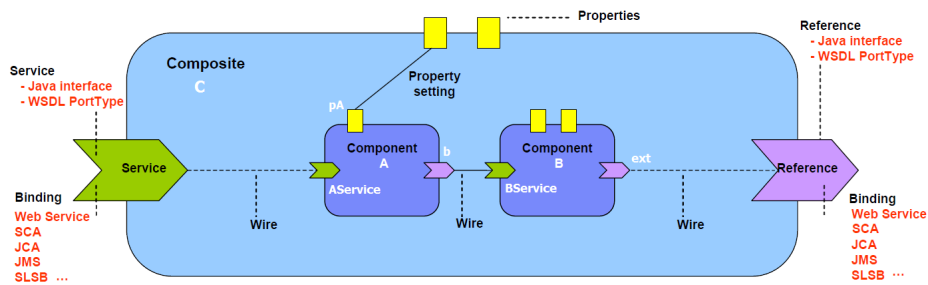 Properties
Reference
- Java interface
- WSDL PortType
Composite
C
Service
- Java interface
- WSDL PortType
Property
setting
pA
Component
A
b
Component
B
ext
Service
AService
BService
Reference
Binding
Web Service
SCA
JCA
JMS
SLSB ...
Wire
Wire
Wire
Binding
Web Service
SCA
JCA
JMS
SLSB ...